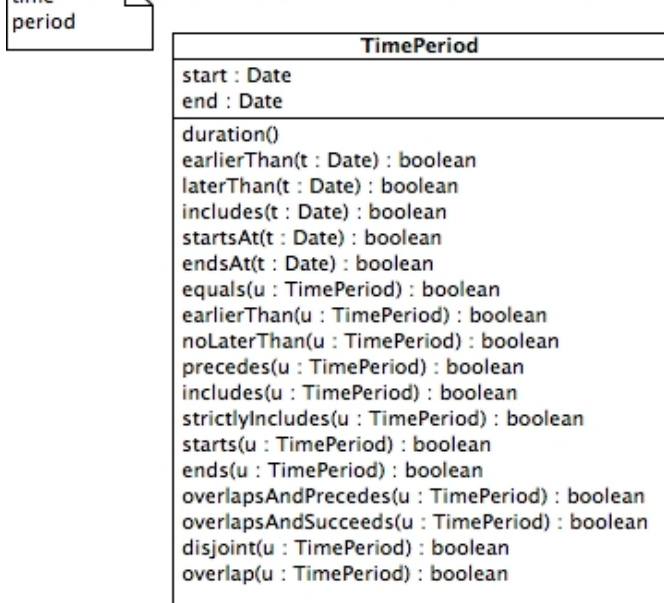 time
period
TimePeriod
start : Date
end : Date
duration()
earlierThan(t : Date) : boolean
laterThan(t : Date) : boolean
includes(t : Date) : boolean
startsAt(t : Date) : boolean
endsAt(t : Date) : boolean
equals(u : TimePeriod) : boolean
earlierThan(u : TimePeriod) : boolean
noLaterThan(u : TimePeriod) : boolean
precedes(u : TimePeriod) : boolean
includes(u : TimePeriod) : boolean
strictlyIncludes(u : TimePeriod) : boolean
starts(u : TimePeriod) : boolean
ends(u : TimePeriod) : boolean
overlapsAndPrecedes(u : TimePeriod) : boolean
overlapsAndSucceeds(u : TimePeriod) : boolean
disjoint(u : TimePeriod) : boolean
overlap(u : TimePeriod) : boolean